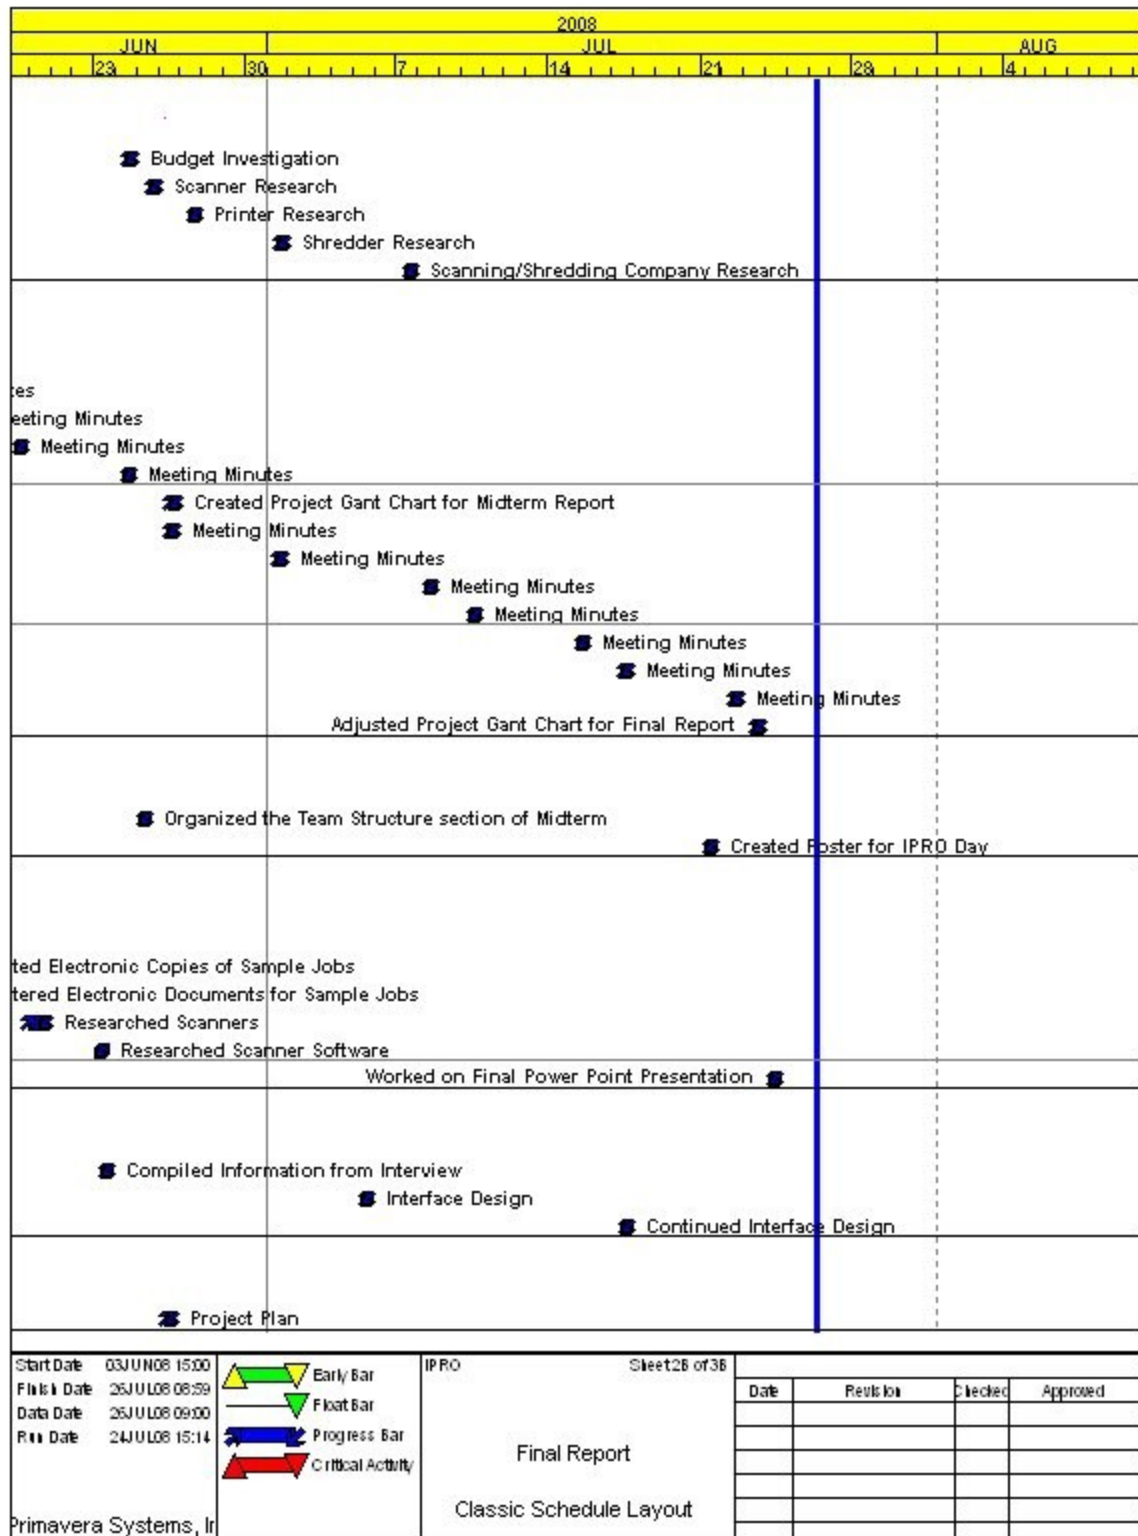 2008
JUN JUL AUG
23 30 7 14 21 28 4
Budget Investigation
Scanner Research
Printer Research
Shredder Research
Scanning/Shredding Company Research
tes
eeting Minutes
Meeting Minutes
Meeting Minutes
Created Project Gant Chart for Midterm Report
Meeting Minutes
Meeting Minutes
Meeting Minutes
Meeting Minutes
Meeting Minutes
Meeting Minutes
Meeting Minutes
Adjusted Project Gant Chart for Final Report
Organized the Team Structure section of Midterm
Created Poster for IPRO Day
ted Electronic Copies of Sample Jobs
tered Electronic Documents for Sample Jobs
Researched Scanners
Researched Scanner Software
Worked on Final Power Point Presentation
Compiled Information from Interview
Interface Design
Continued Interface Design
Project Plan
Start Date 03JUN08 15:00
Finish Date 26JUL08 08:59
Data Date 26JUL08 09:00
Run Date 24JUL08 15:14
Primavera Systems, In
Early Bar
Float Bar
Progress Bar
Critical Activity
IPRO Sheet 2B of 3B
Final Report
Classic Schedule Layout
Date Revision Checked Approved